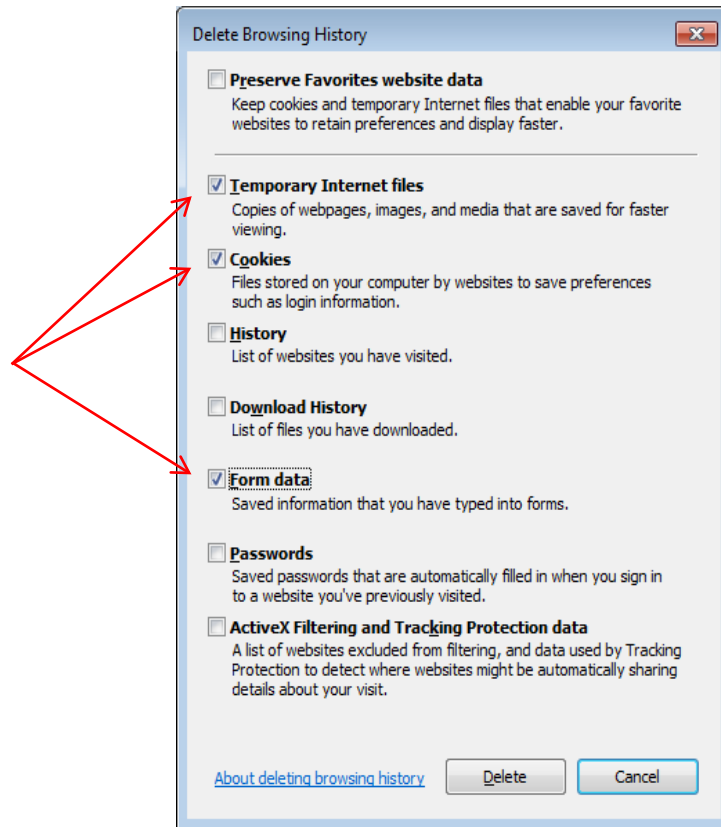 Delete Browsing History
Preserve Favorites website data
Keep cookies and temporary Internet files that enable your favorite
websites to retain preferences and display faster.
Temporary Internet files
Copies of webpages, images, and media that are saved for faster
viewing.
Cookies
Files stored on your computer by websites to save preferences
such as login information.
History
List of websites you have visited.
Download History
List of files you have downloaded.
Form data
Saved information that you have typed into forms.
Passwords
Saved passwords that are automatically filled in when you sign in
to a website you've previously visited.
ActiveX Filtering and Tracking Protection data
A list of websites excluded from filtering, and data used by Tracking
Protection to detect where websites might be automatically sharing
details about your visit.
About deleting browsing history Delete Cancel